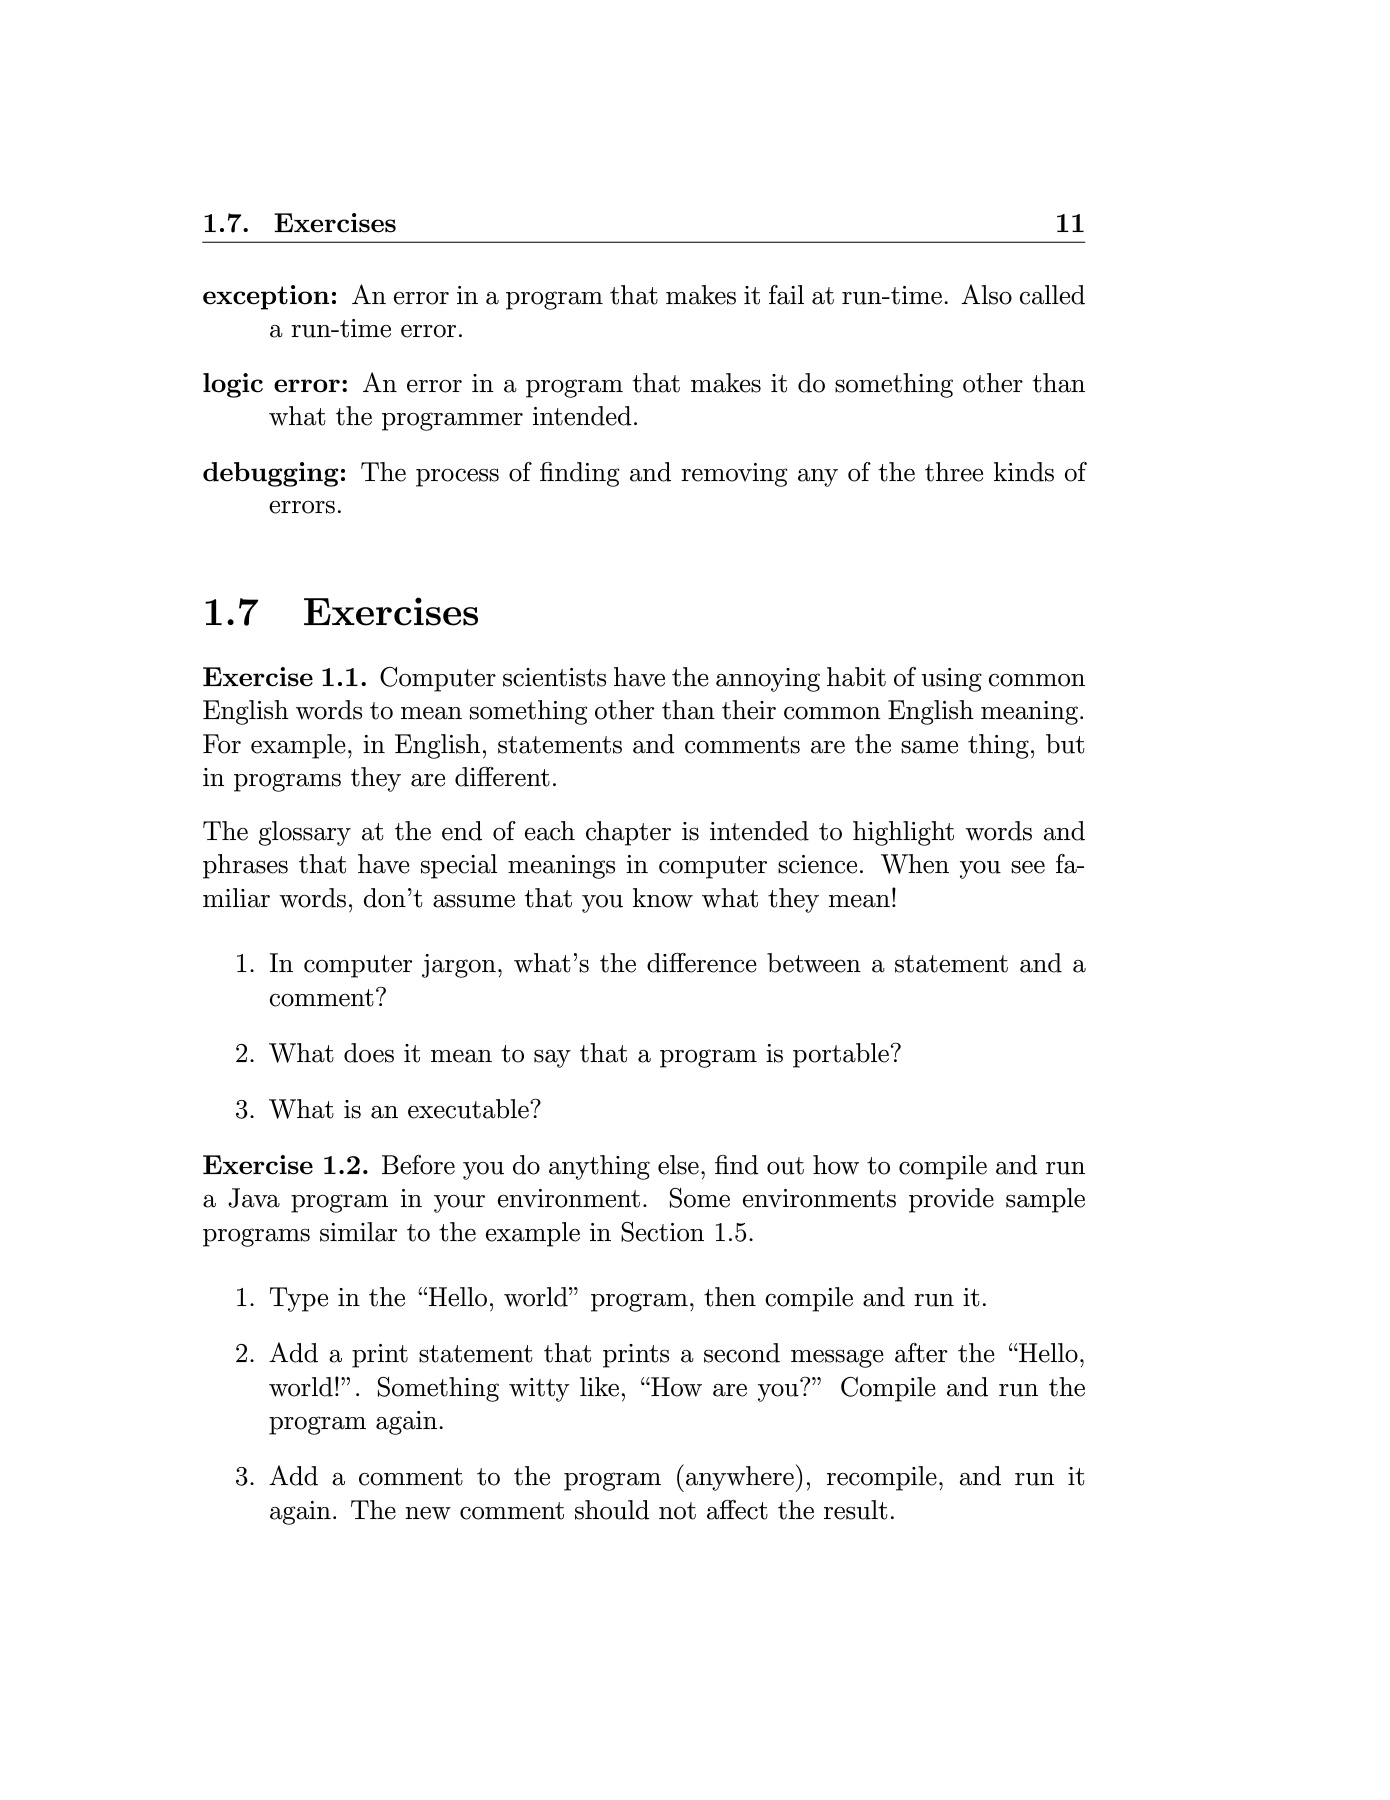 1.7. Exercises 11
exception: An error in a program that makes it fail at run-time. Also called
a run-time error.
logic error: An error in a program that makes it do something other than
what the programmer intended.
debugging: The process of finding and removing any of the three kinds of
errors.
1.7 Exercises
Exercise 1.1. Computer scientists have the annoying habit of using common
English words to mean something other than their common English meaning.
For example, in English, statements and comments are the same thing, but
in programs they are different.
The glossary at the end of each chapter is intended to highlight words and
phrases that have special meanings in computer science. When you see fa-
miliar words, don't assume that you know what they mean!
1. In computer jargon, what's the difference between a statement and a
comment?
2. What does it mean to say that a program is portable?
3. What is an executable?
Exercise 1.2. Before you do anything else, find out how to compile and run
a Java program in your environment. Some environments provide sample
programs similar to the example in Section 1.5.
1. Type in the “Hello, world” program, then compile and run it.
2. Add a print statement that prints a second message after the “Hello,
world!”. Something witty like, “How are you?” Compile and run the
program again.
3. Add a comment to the program (anywhere), recompile, and run it
again. The new comment should not affect the result.